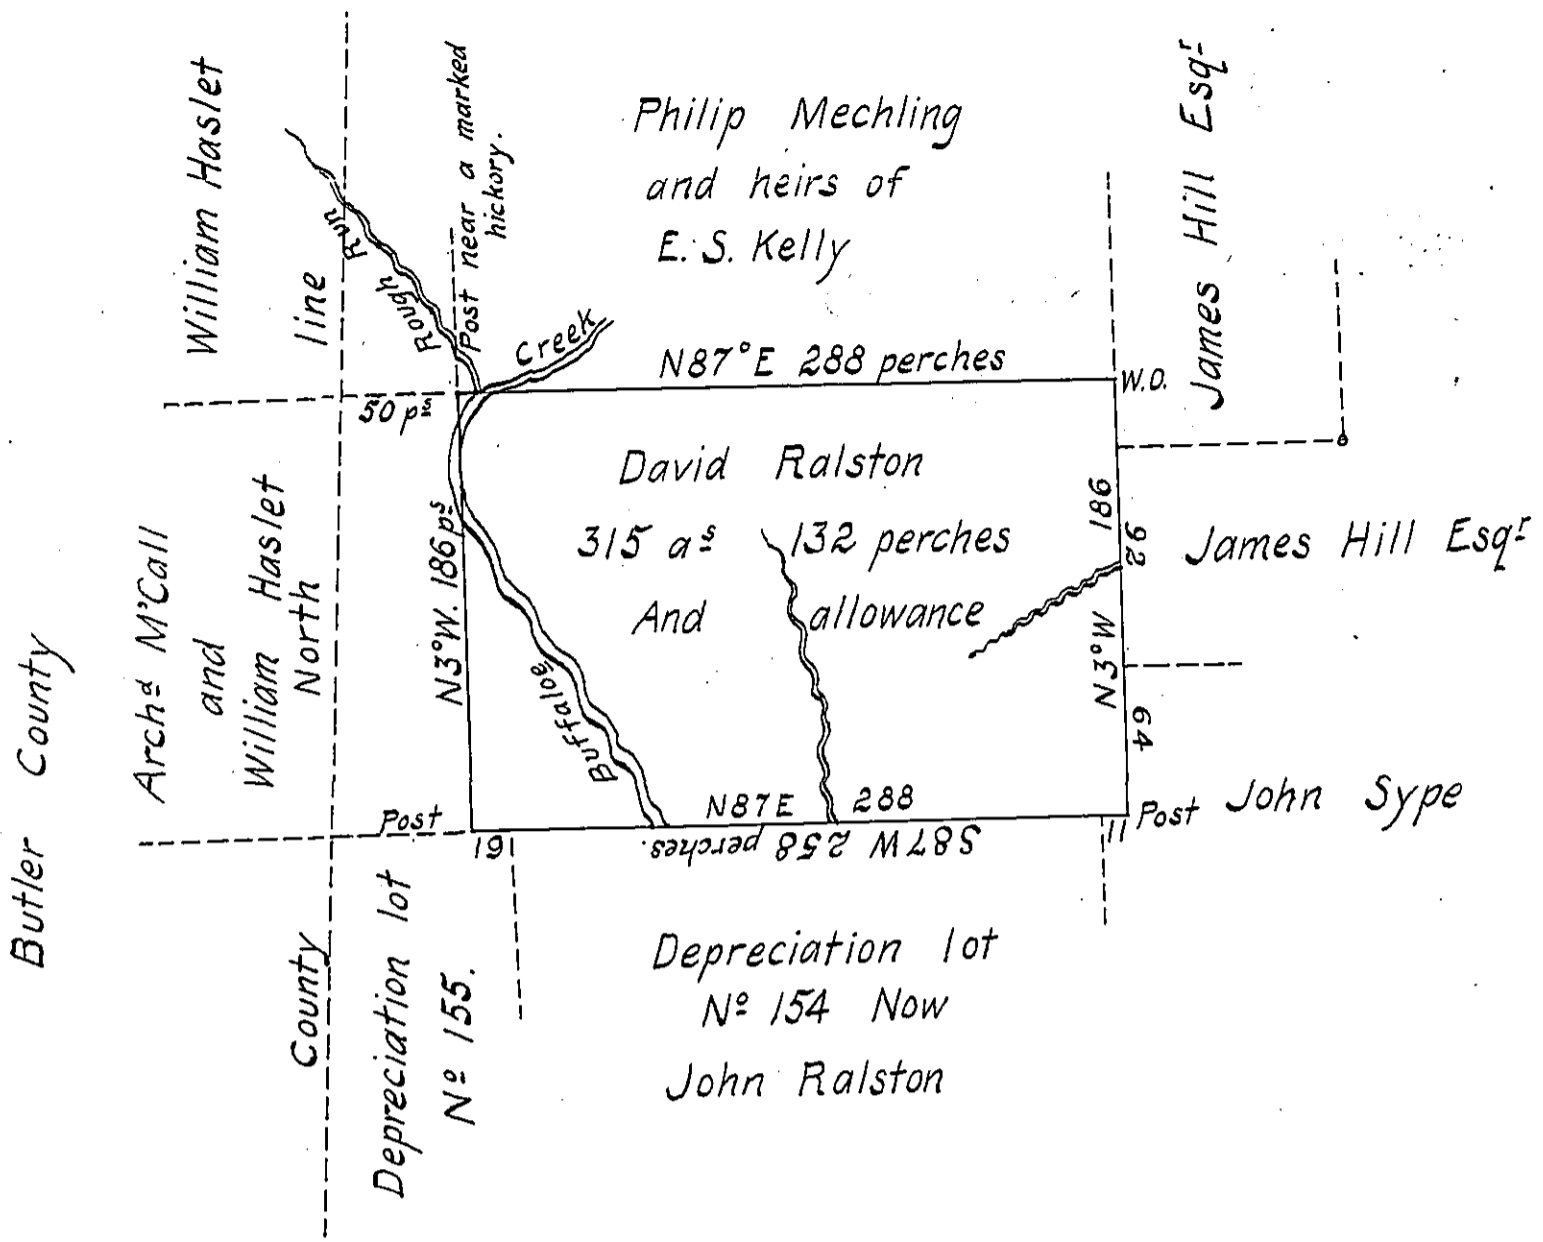 William Haslet
line
Post near a marked
hickory.
Philip Mechling
and heirs of
E. S. Kelly
James Hill Esqr
Rough Run
Creek
N87°E 288 perches
W.O.
50 ps
David Ralston
315 as 132 perches
And allowance
N3°W. 186 ps
186
N3°W
92
64
James Hill Esqr
Archd M'Call
and
William Haslet
North
Butler County
Buffaloe
N87E 288
Post
Post
John Sype
19
S87W 258 perches.
11
County
Depreciation lot
No 155.
Depreciation lot
No 154 Now
John Ralston